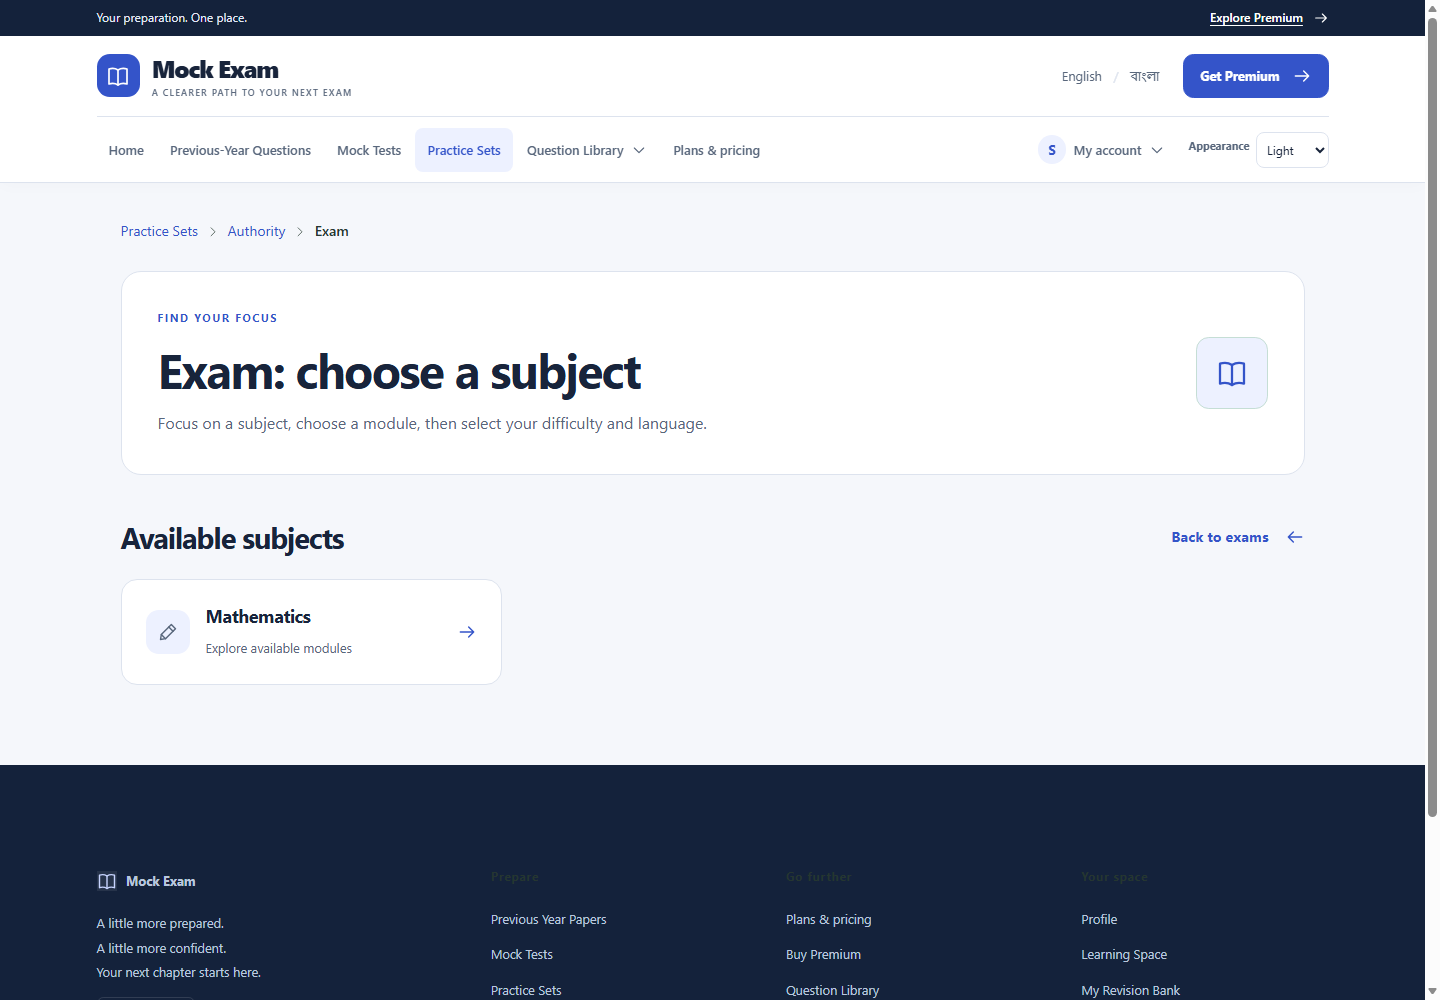 Your preparation. One place.
Explore Premium
Mock Exam
A CLEARER PATH TO YOUR NEXT EXAM
English / বাংলা
Get Premium
Home
Previous-Year Questions
Mock Tests
Practice Sets
Question Library
Plans & pricing
S
My account
Appearance
Light
Practice Sets
Authority
Exam
FIND YOUR FOCUS
Exam: choose a subject
Focus on a subject, choose a module, then select your difficulty and language.
Available subjects
Back to exams
Mathematics
Explore available modules
Mock Exam
A little more prepared.
A little more confident.
Your next chapter starts here.
Prepare
Previous Year Papers
Mock Tests
Practice Sets
Go further
Plans & pricing
Buy Premium
Question Library
Your space
Profile
Learning Space
My Revision Bank